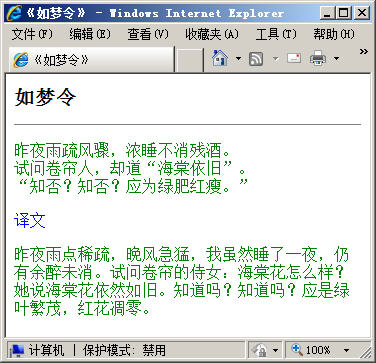 《如梦令》 - Windows Internet Explorer
文件(F) 编辑(E) 查看(V) 收藏夹(A) 工具(T) 帮助(H)
《如梦令》
如梦令
昨夜雨疏风骤，浓睡不消残酒。
试问卷帘人，却道“海棠依旧”。
“知否？知否？应为绿肥红瘦。”
译文
昨夜雨点稀疏，晚风急猛，我虽然睡了一夜，仍
有余醉未消。试问卷帘的侍女：海棠花怎么样？
她说海棠花依然如旧。知道吗？知道吗？应是绿
叶繁茂，红花凋零。
计算机 | 保护模式: 禁用 100%